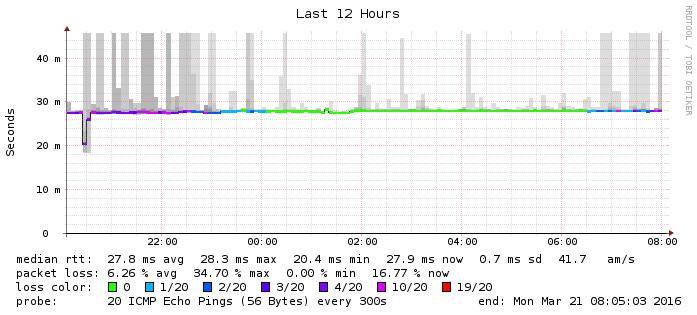 Last 12 Hours
RRDTOOL / TOBI OETIKER
Seconds
40 m
30 m
20 m
10 m
0
22:00 00:00 02:00 04:00 06:00 08:00
median rtt: 27.8 ms avg 28.3 ms max 20.4 ms min 27.9 ms now 0.7 ms sd 41.7 am/s
packet loss: 6.26 % avg 34.70 % max 0.00 % min 16.77 % now
loss color: 0 1/20 2/20 3/20 4/20 10/20 19/20
probe: 20 ICMP Echo Pings (56 Bytes) every 300s end: Mon Mar 21 08:05:03 2016